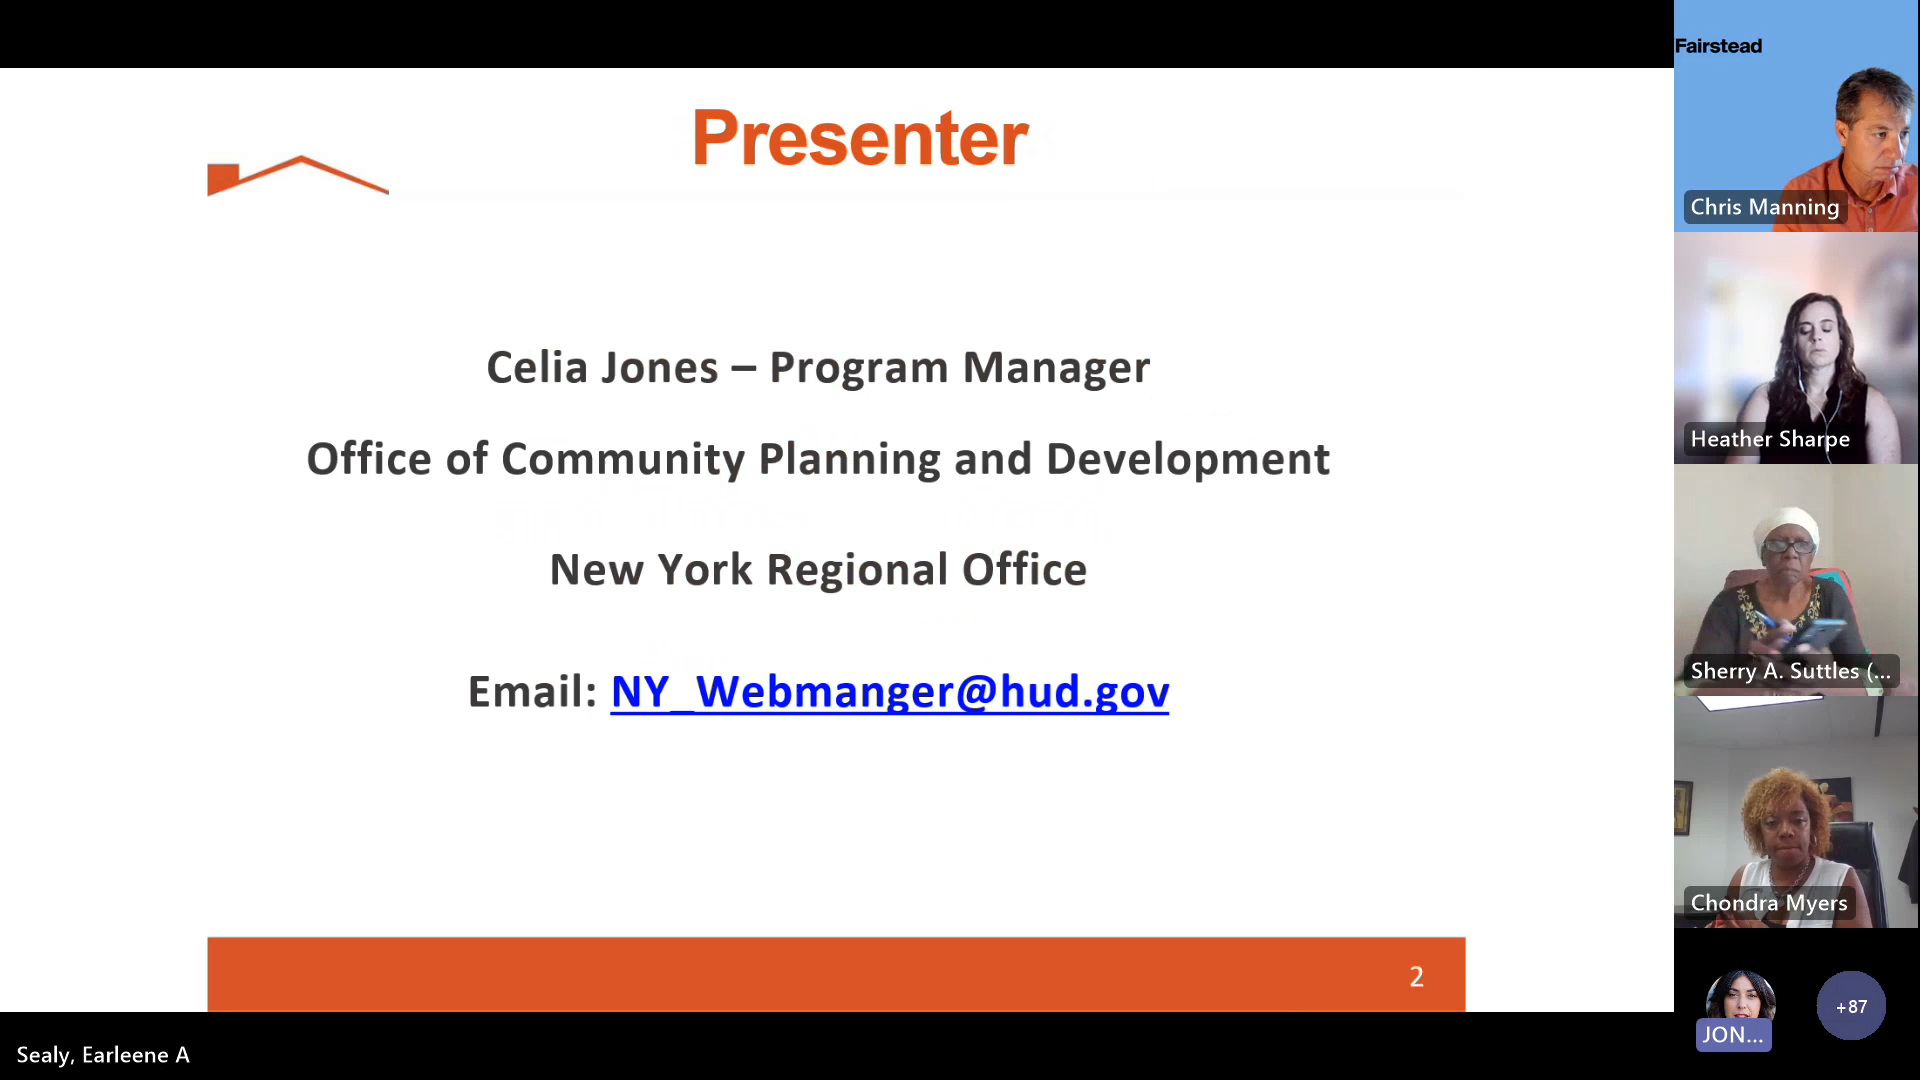 Presenter
Celia Jones – Program Manager
Office of Community Planning and Development
New York Regional Office
Email: NY_Webmanger@hud.gov
2
Fairstead
Chris Manning
Heather Sharpe
Sherry A. Suttles (...
Chondra Myers
JON...
+87
Sealy, Earleene A